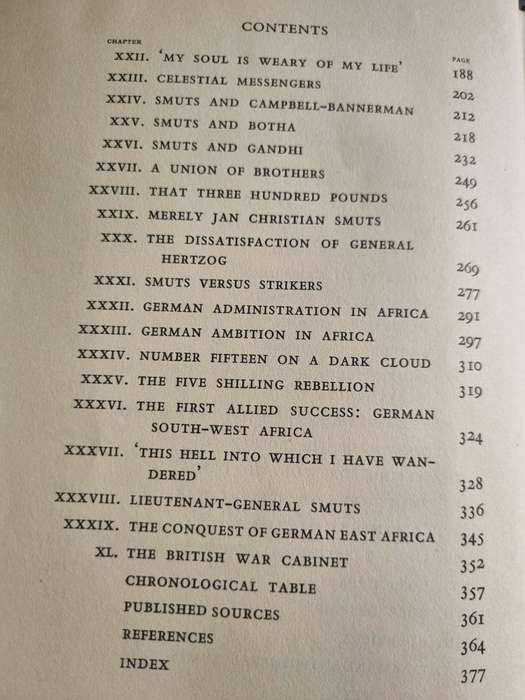 CONTENTS
CHAPTER PAGE
XXII. 'MY SOUL IS WEARY OF MY LIFE' 188
XXIII. CELESTIAL MESSENGERS 202
XXIV. SMUTS AND CAMPBELL-BANNERMAN 212
XXV. SMUTS AND BOTHA 218
XXVI. SMUTS AND GANDHI 232
XXVII. A UNION OF BROTHERS 249
XXVIII. THAT THREE HUNDRED POUNDS 256
XXIX. MERELY JAN CHRISTIAN SMUTS 261
XXX. THE DISSATISFACTION OF GENERAL
HERTZOG 269
XXXI. SMUTS VERSUS STRIKERS 277
XXXII. GERMAN ADMINISTRATION IN AFRICA 291
XXXIII. GERMAN AMBITION IN AFRICA 297
XXXIV. NUMBER FIFTEEN ON A DARK CLOUD 310
XXXV. THE FIVE SHILLING REBELLION 319
XXXVI. THE FIRST ALLIED SUCCESS: GERMAN
SOUTH-WEST AFRICA 324
XXXVII. 'THIS HELL INTO WHICH I HAVE WAN-
DERED' 328
XXXVIII. LIEUTENANT-GENERAL SMUTS 336
XXXIX. THE CONQUEST OF GERMAN EAST AFRICA 345
XL. THE BRITISH WAR CABINET 352
CHRONOLOGICAL TABLE 357
PUBLISHED SOURCES 361
REFERENCES 364
INDEX 377